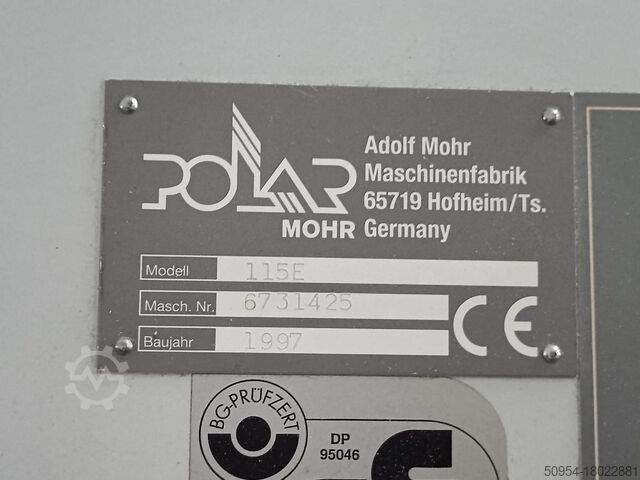 POLAR
MOHR
Adolf Mohr
Maschinenfabrik
65719 Hofheim/Ts.
Germany
Modell 115E
Masch. Nr. 6731425
Baujahr 1997
CE
BG-PRÜFZERT
DP
95046
50954-18022881